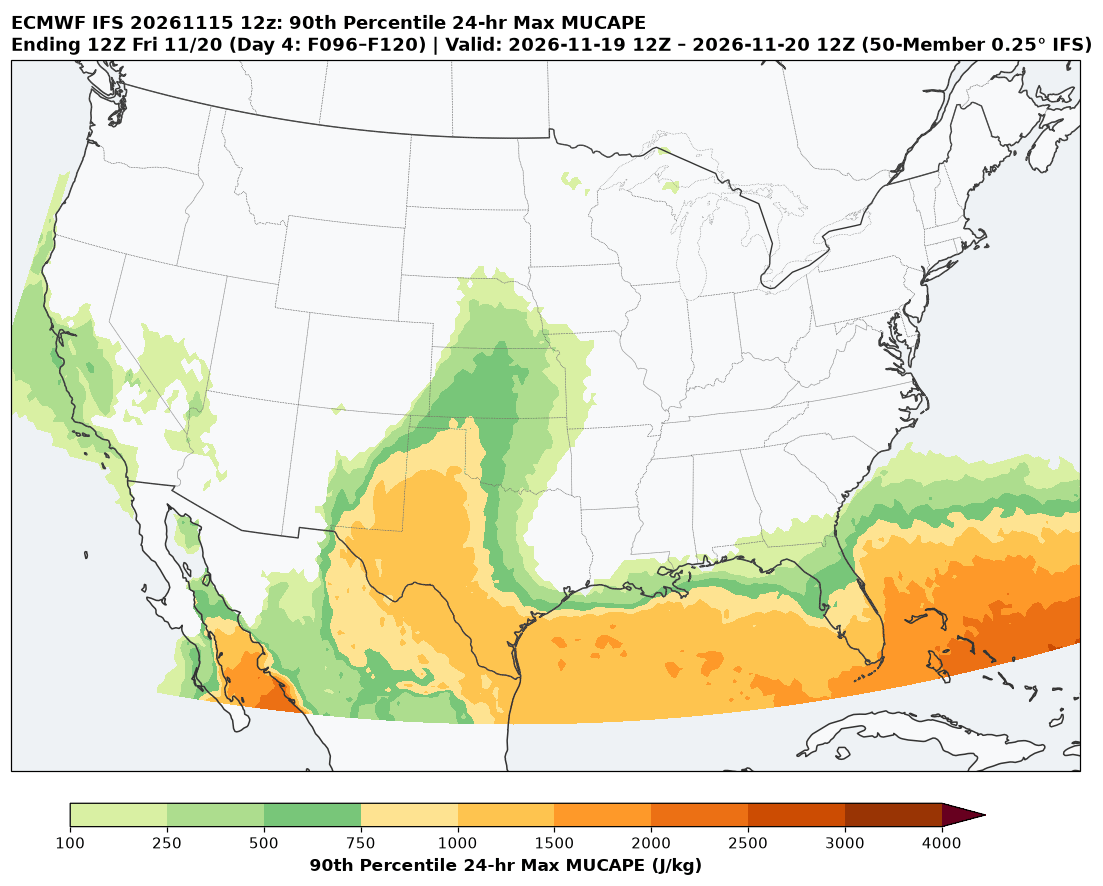 ECMWF IFS 20261115 12z: 90th Percentile 24-hr Max MUCAPE
Ending 12Z Fri 11/20 (Day 4: F096–F120) | Valid: 2026-11-19 12Z – 2026-11-20 12Z (50-Member 0.25° IFS)
100 250 500 750 1000 1500 2000 2500 3000 4000
90th Percentile 24-hr Max MUCAPE (J/kg)